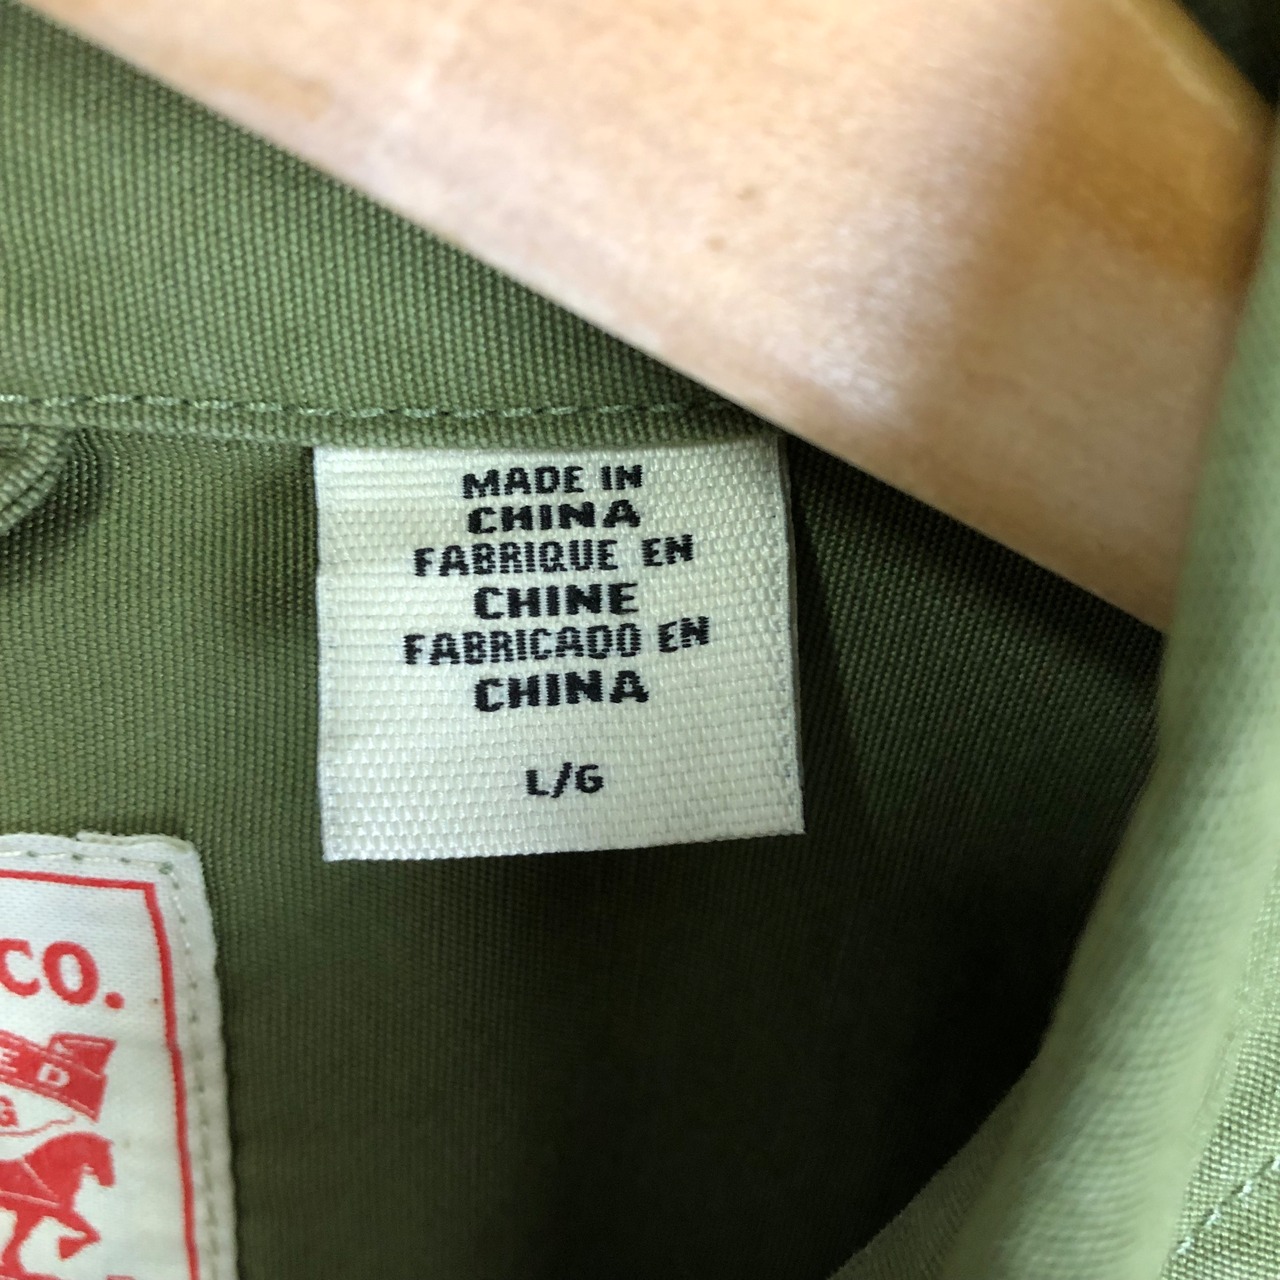 MADE IN
CHINA
FABRIQUE EN
CHINE
FABRICADO EN
CHINA
L/G
CO.